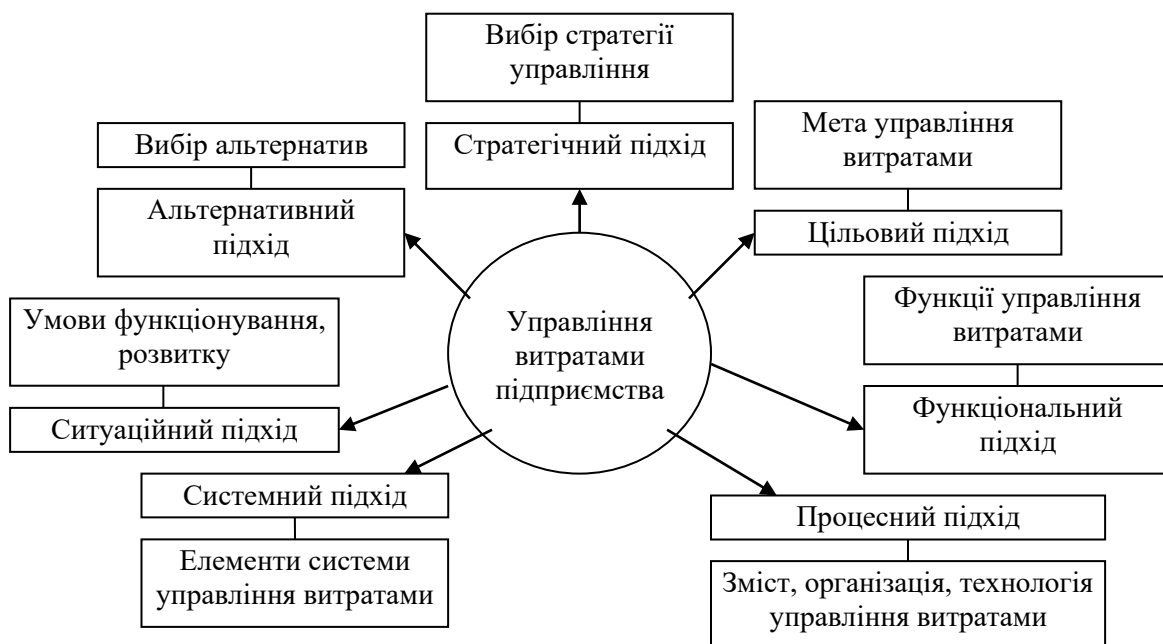 Вибір стратегії
управління
Стратегічний підхід
Мета управління
витратами
Цільовий підхід
Вибір альтернатив
Альтернативний
підхід
Функції управління
витратами
Функціональний
підхід
Умови функціонування,
розвитку
Ситуаційний підхід
Управління
витратами
підприємства
Системний підхід
Елементи системи
управління витратами
Процесний підхід
Зміст, організація, технологія
управління витратами